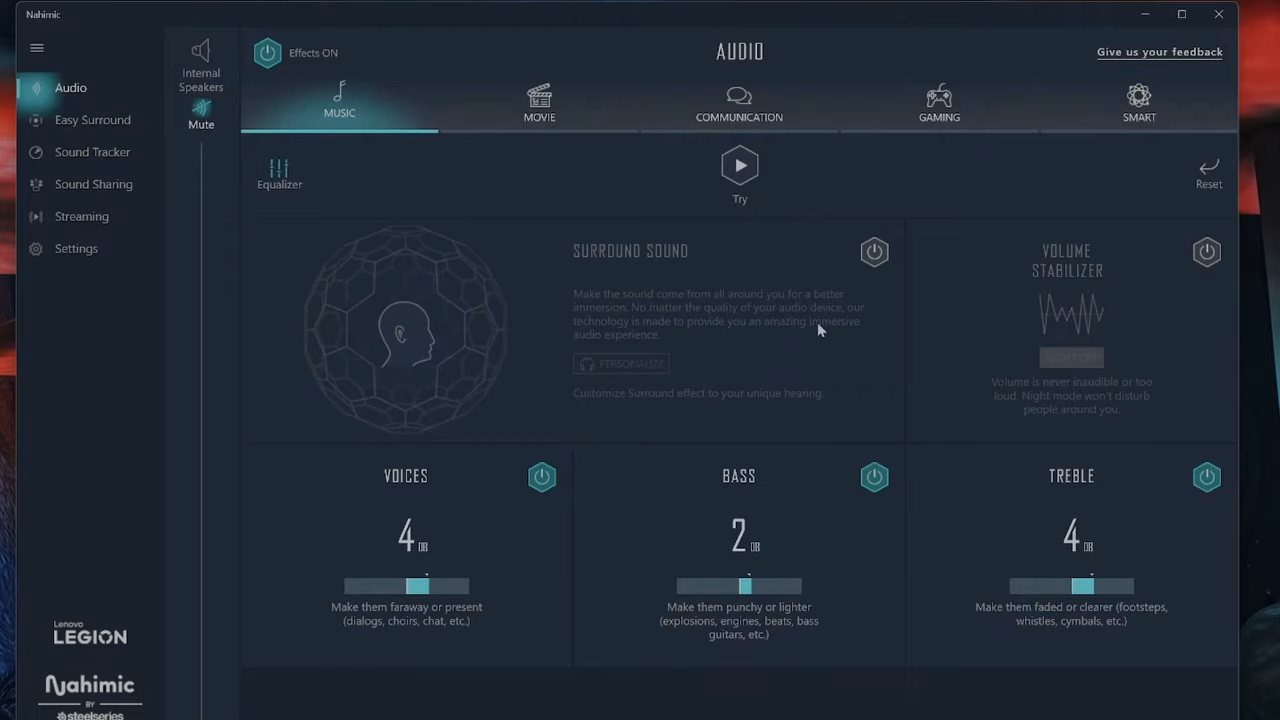 Nahimic
Audio
Easy Surround
Sound Tracker
Sound Sharing
Streaming
Settings
Lenovo
LEGION
Nahimic
BY
steelseries
Internal
Speakers
Mute
Effects ON
AUDIO
Give us your feedback
MUSIC
MOVIE
COMMUNICATION
GAMING
SMART
Equalizer
Try
Reset
SURROUND SOUND
Make the sound come from all around you for a better
immersion. No matter the quality of your audio device, our
technology is made to provide you an amazing immersive
audio experience.
PERSONALIZE
Customize Surround effect to your unique hearing.
VOLUME
STABILIZER
Volume is never inaudible or too
loud. Night mode won't disturb
people around you.
VOICES
4 DB
Make them faraway or present
(dialogs, choirs, chat, etc.)
BASS
2 DB
Make them punchy or lighter
(explosions, engines, beats, bass
guitars, etc.)
TREBLE
4 DB
Make them faded or clearer (footsteps,
whistles, cymbals, etc.)